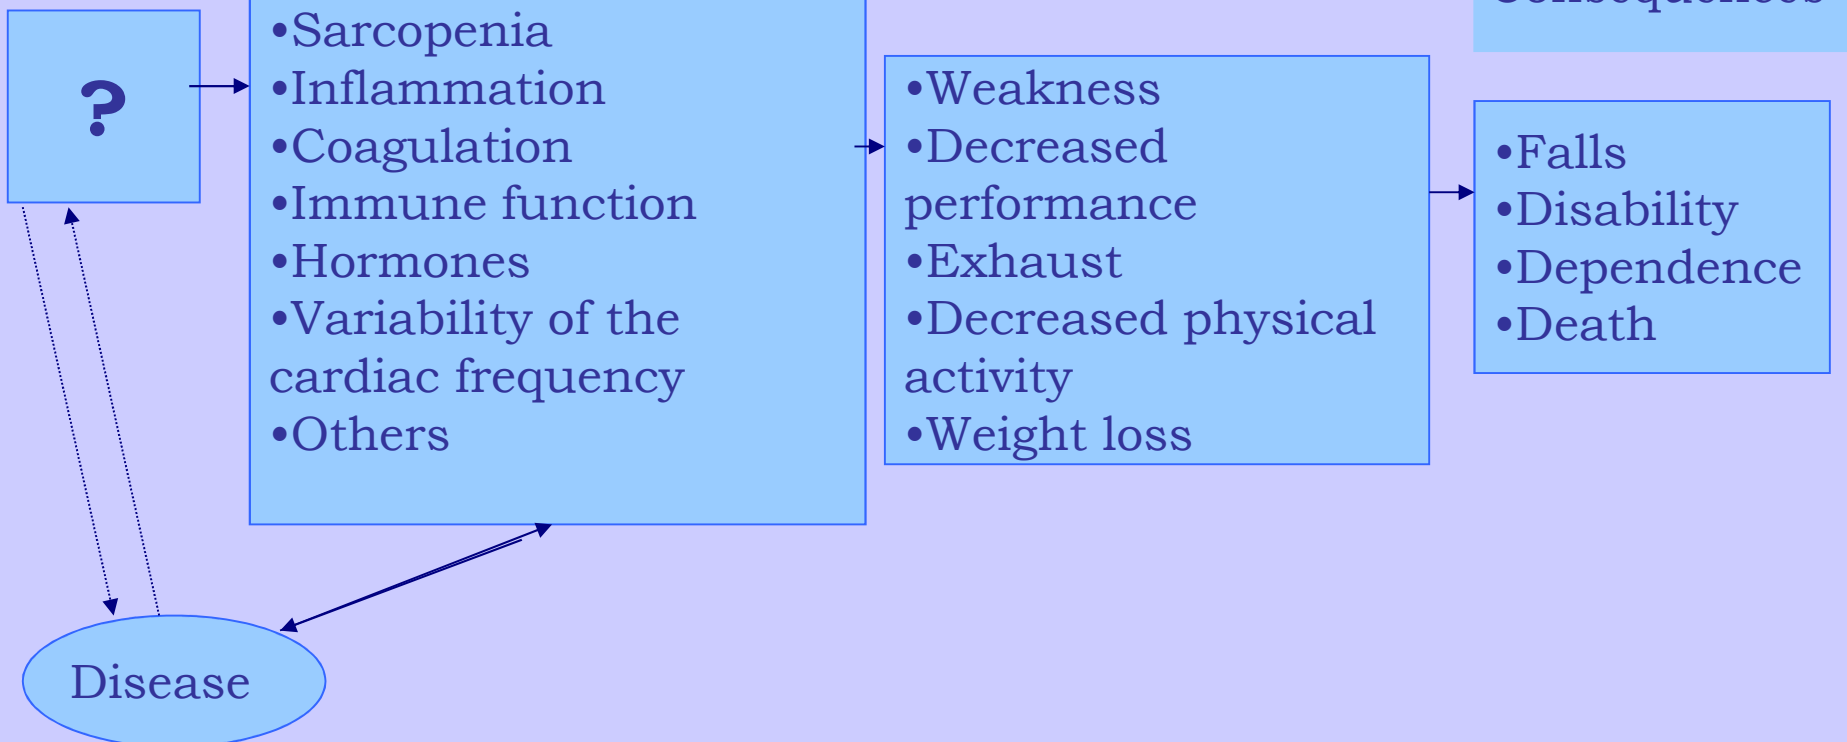 Consequences
?
•Sarcopenia
•Inflammation
•Coagulation
•Immune function
•Hormones
•Variability of the
cardiac frequency
•Others
•Weakness
•Decreased
performance
•Exhaust
•Decreased physical
activity
•Weight loss
•Falls
•Disability
•Dependence
•Death
Disease